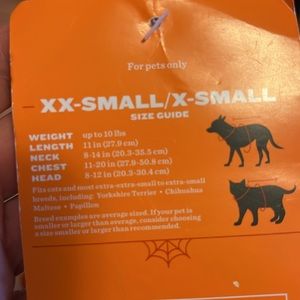 For pets only
XX-SMALL/X-SMALL
SIZE GUIDE
WEIGHT up to 10 lbs
LENGTH 11 in (27.9 cm)
NECK 8-14 in (20.3-35.5 cm)
CHEST 11-20 in (27.9-50.8 cm)
HEAD 8-12 in (20.3-30.4 cm)
Fits cats and most extra-extra-small to extra-small
breeds, including: Yorkshire Terrier • Chihuahua
Maltese • Papillon
Breed examples are average sized. If your pet is
smaller or larger than average, consider choosing
a size smaller or larger than recommended.